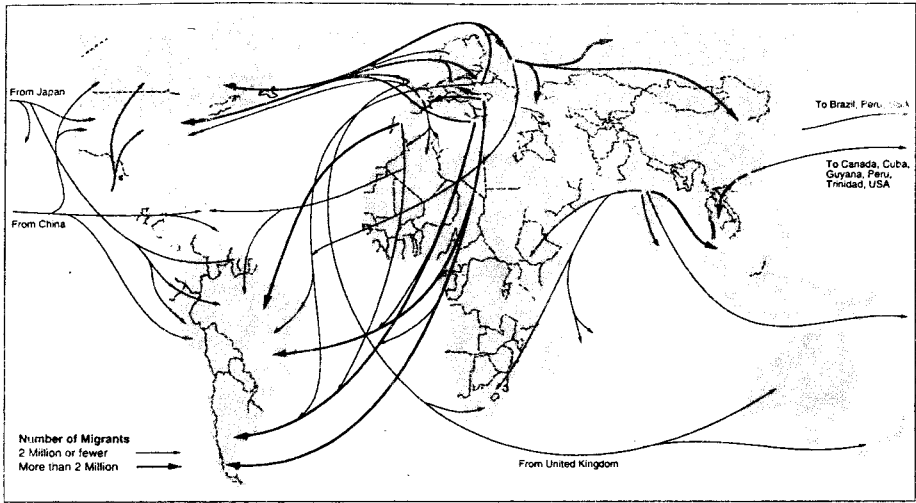 From Japan
To Brazil, Peru,
To Canada, Cuba,
Guyana, Peru,
Trinidad, USA
From China
Number of Migrants
2 Million or fewer
More than 2 Million
From United Kingdom